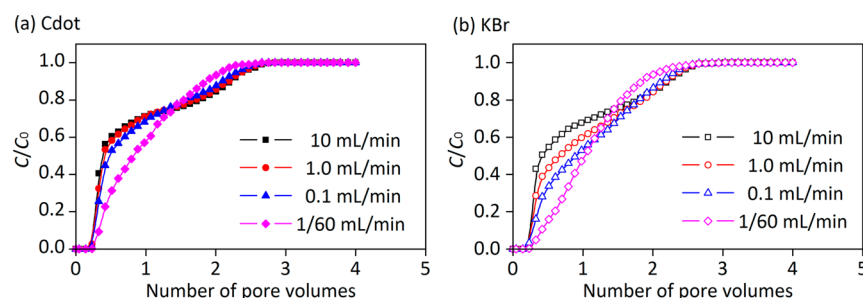 (a) Cdot
C/C0
1.0
0.8
0.6
0.4
0.2
0.0
10 mL/min
1.0 mL/min
0.1 mL/min
1/60 mL/min
0 1 2 3 4 5
Number of pore volumes
(b) KBr
C/C0
1.0
0.8
0.6
0.4
0.2
0.0
10 mL/min
1.0 mL/min
0.1 mL/min
1/60 mL/min
0 1 2 3 4 5
Number of pore volumes